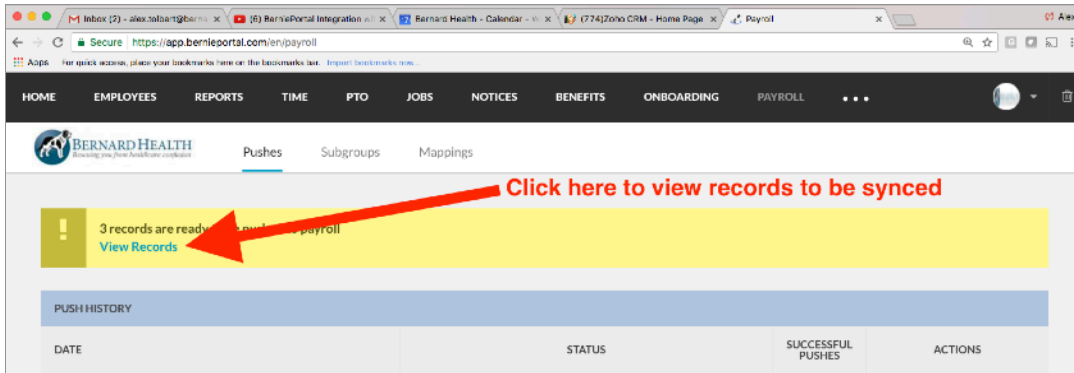 Inbox (2) - alex.tolbert@berna
(6) BerniePortal Integration wi
Bernard Health - Calendar - W
(774)Zoho CRM - Home Page
Payroll
Alex
Secure https://app.bernieportal.com/en/payroll
Apps For quick access, place your bookmarks here on the bookmarks bar. Import bookmarks now...
HOME EMPLOYEES REPORTS TIME PTO JOBS NOTICES BENEFITS ONBOARDING PAYROLL
BERNARD HEALTH
Rescuing you from healthcare confusion
Pushes Subgroups Mappings
Click here to view records to be synced
3 records are ready payroll
View Records
PUSH HISTORY
DATE STATUS SUCCESSFUL PUSHES ACTIONS